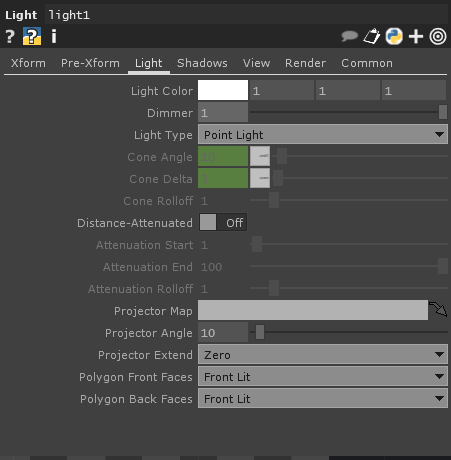 Light light1
? ? i
Xform Pre-Xform Light Shadows View Render Common
Light Color 1 1 1
Dimmer 1
Light Type Point Light
Cone Angle
Cone Delta
Cone Rolloff 1
Distance-Attenuated Off
Attenuation Start 1
Attenuation End 100
Attenuation Rolloff 1
Projector Map
Projector Angle 10
Projector Extend Zero
Polygon Front Faces Front Lit
Polygon Back Faces Front Lit